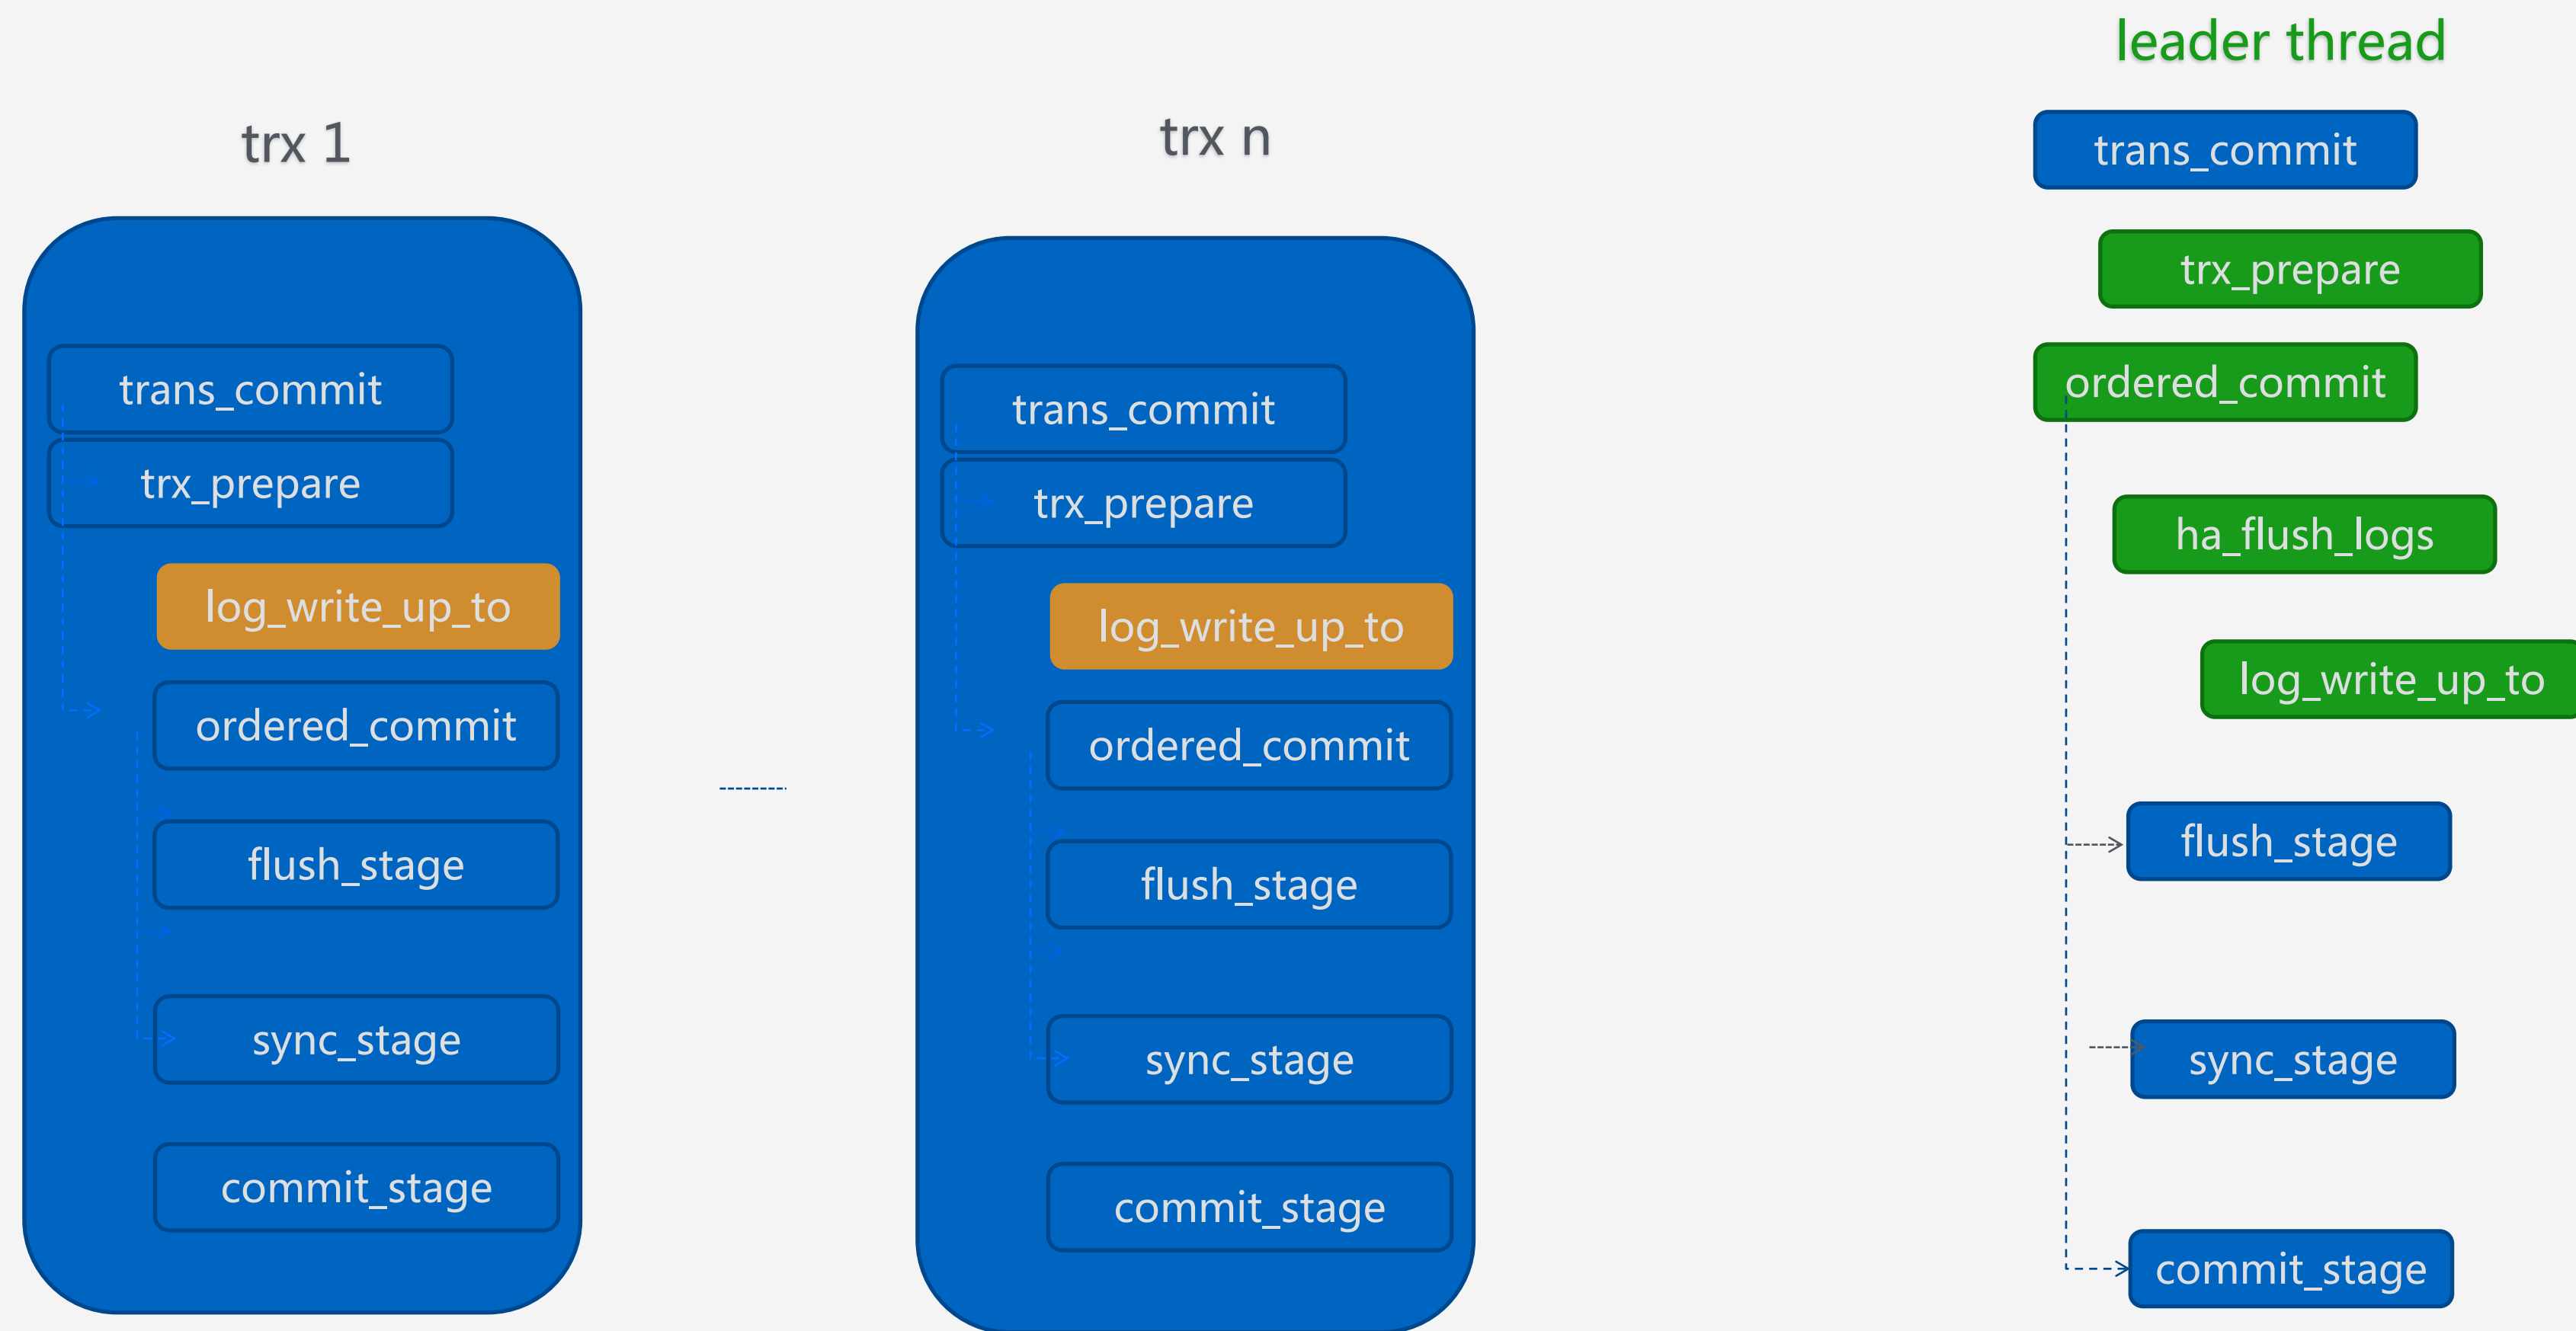 trx 1
trans_commit
trx_prepare
log_write_up_to
ordered_commit
flush_stage
sync_stage
commit_stage
trx n
trans_commit
trx_prepare
log_write_up_to
ordered_commit
flush_stage
sync_stage
commit_stage
leader thread
trans_commit
trx_prepare
ordered_commit
ha_flush_logs
log_write_up_to
flush_stage
sync_stage
commit_stage